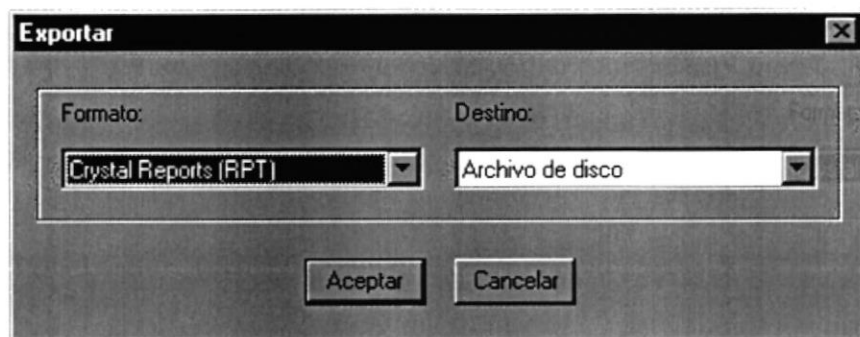 Exportar
Formato: Destino:
Crystal Reports (RPT) Archivo de disco
Aceptar Cancelar